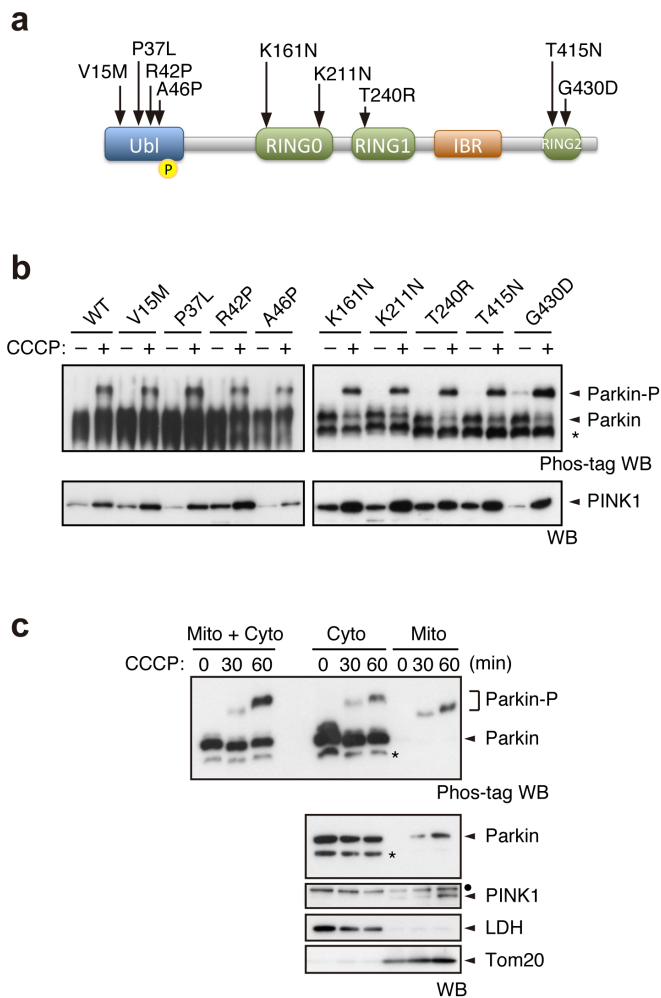 a
P37L
K161N
T415N
V15M
R42P
K211N
A46P
T240R
G430D
Ubl
RING0
RING1
IBR
RING2
P
b
WT V15M P37L R42P A46P K161N K211N T240R T415N G430D
CCCP: − + − + − + − + − + − + − + − + − + − +
Parkin-P
Parkin
*
Phos-tag WB
PINK1
WB
c
Mito + Cyto Cyto Mito
CCCP: 0 30 60 0 30 60 0 30 60 (min)
Parkin-P
Parkin
*
Phos-tag WB
Parkin
*
PINK1
LDH
Tom20
WB